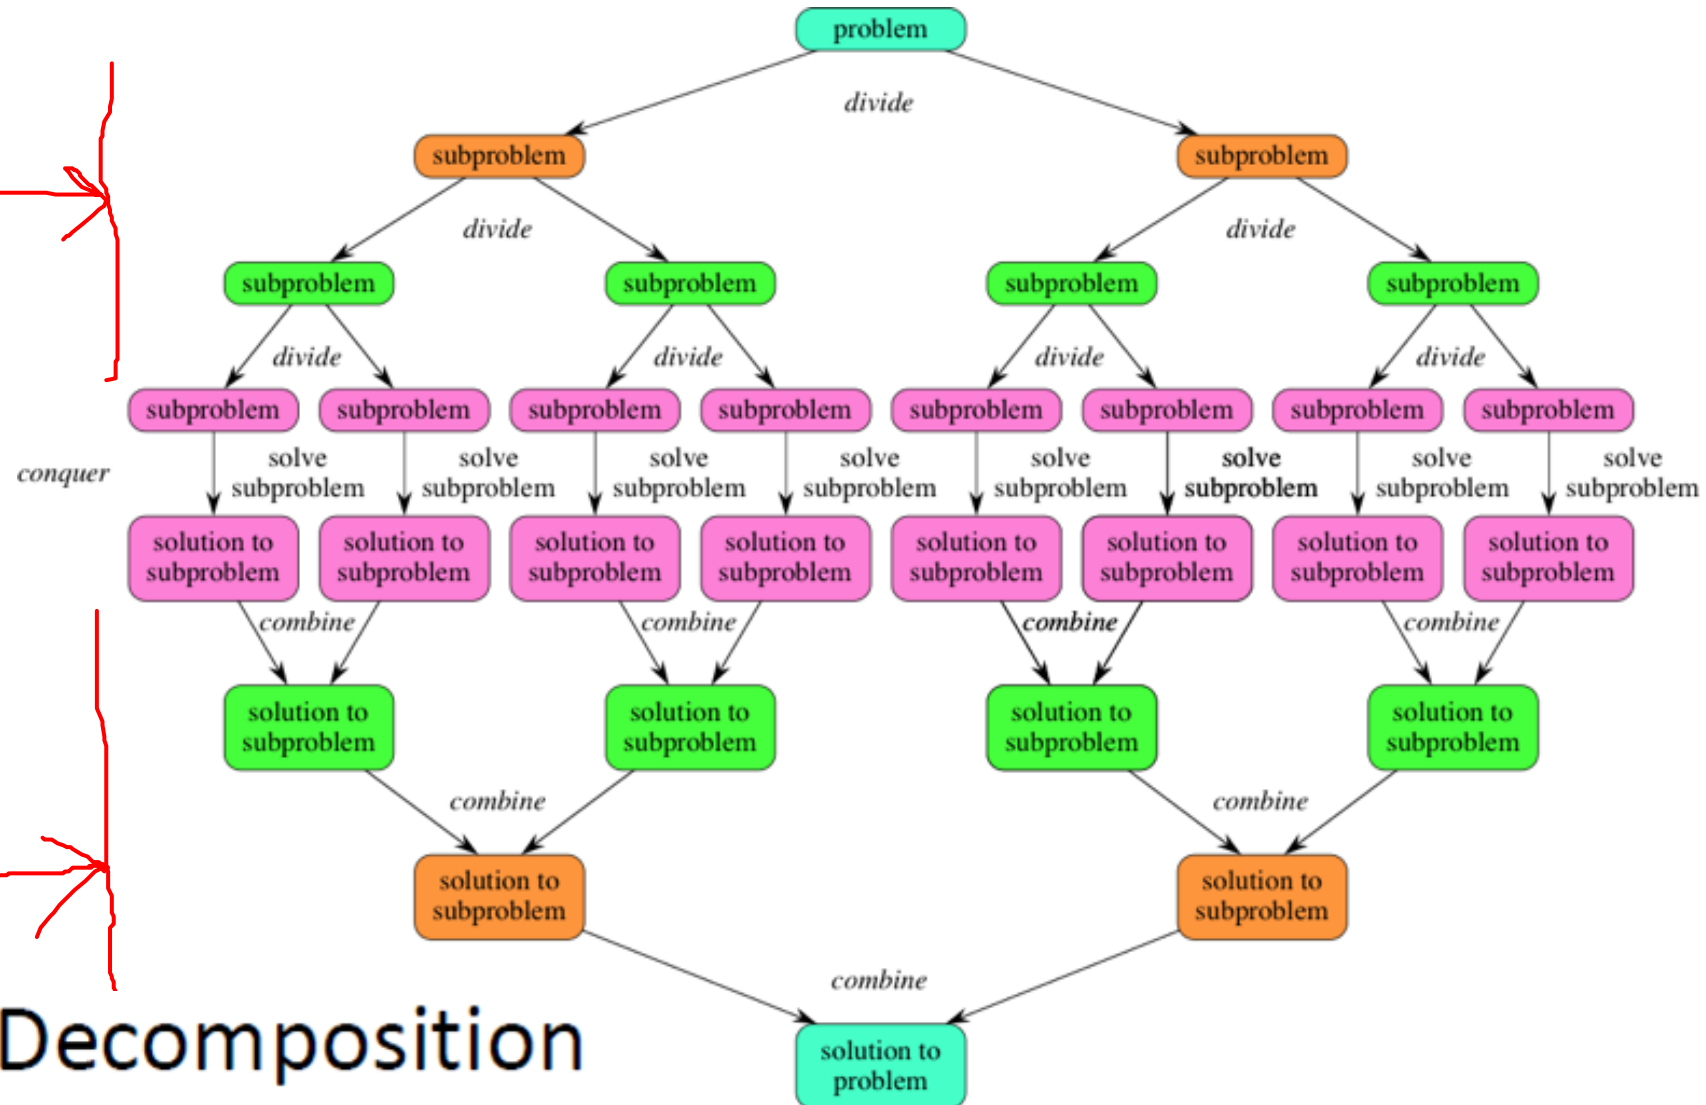 problem
divide
subproblem subproblem
divide divide
subproblem subproblem subproblem subproblem
divide divide divide divide
subproblem subproblem subproblem subproblem subproblem subproblem subproblem subproblem
conquer
solve solve solve solve solve solve solve solve
subproblem subproblem subproblem subproblem subproblem subproblem subproblem subproblem
solution to solution to solution to solution to solution to solution to solution to solution to
subproblem subproblem subproblem subproblem subproblem subproblem subproblem subproblem
combine combine combine combine
solution to solution to solution to solution to
subproblem subproblem subproblem subproblem
combine combine
solution to solution to
subproblem subproblem
combine
Decomposition
solution to
problem